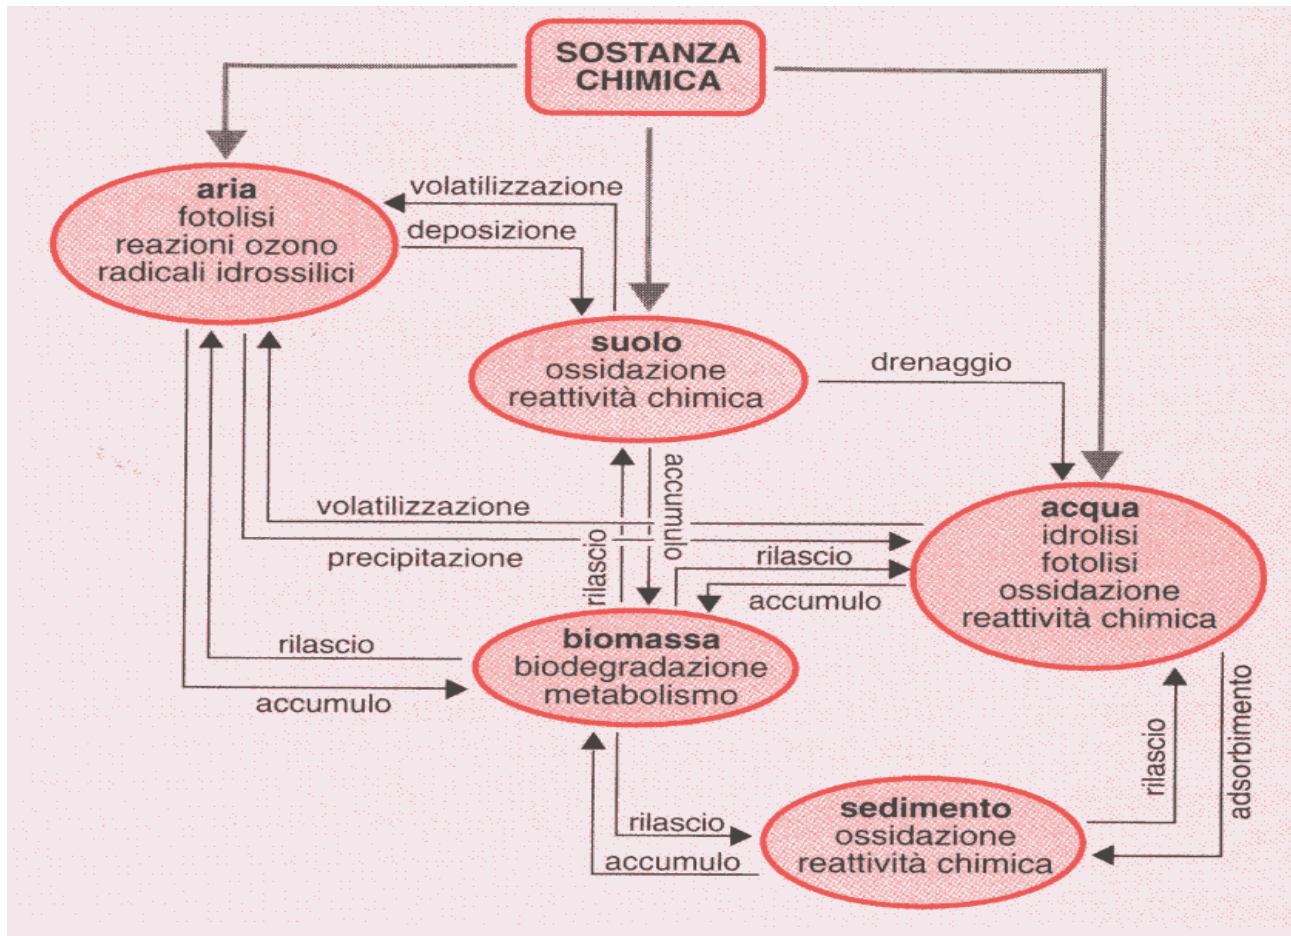 SOSTANZA
CHIMICA
aria
fotolisi
reazioni ozono
radicali idrossilici
volatilizzazione
deposizione
suolo
ossidazione
reattività chimica
drenaggio
acqua
idrolisi
fotolisi
ossidazione
reattività chimica
volatilizzazione
precipitazione
rilascio
accumulo
rilascio
accumulo
biomassa
biodegradazione
metabolismo
rilascio
accumulo
rilascio
adsorbimento
rilascio
accumulo
sedimento
ossidazione
reattività chimica